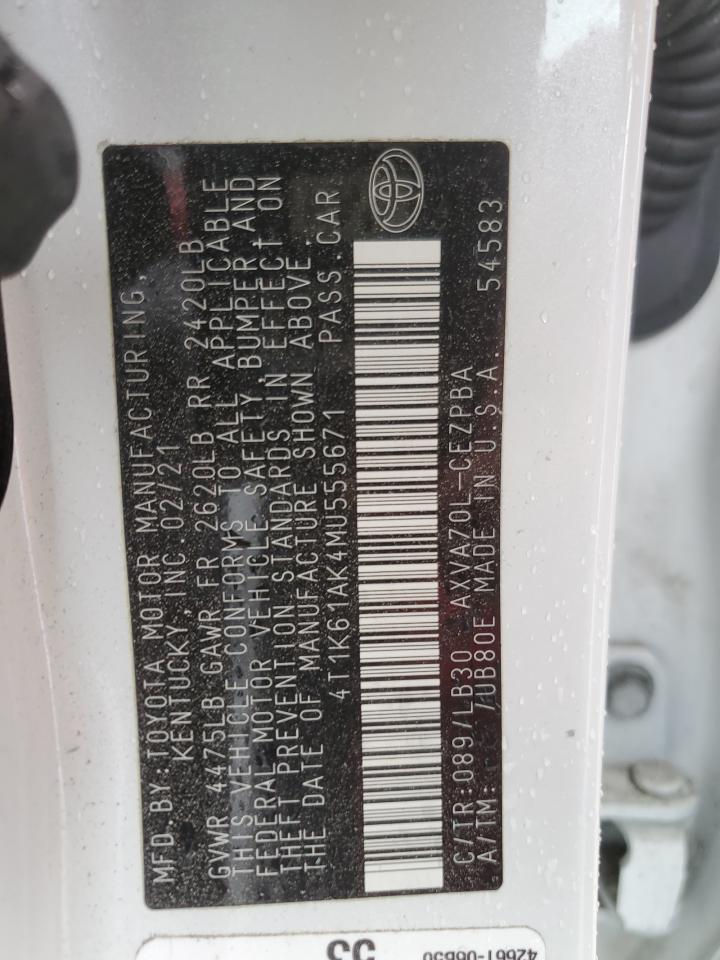 MFD. BY: TOYOTA MOTOR MANUFACTURING,
KENTUCKY, INC. 02/21
GVWR 4475LB GAWR FR 2620LB RR 2420LB
THIS VEHICLE CONFORMS TO ALL APPLICABLE
FEDERAL MOTOR VEHICLE SAFETY, BUMPER AND
THEFT PREVENTION STANDARDS IN EFFECT ON
THE DATE OF MANUFACTURE SHOWN ABOVE.
4T1K61AK4MU555671 PASS.CAR
C/TR:089/LB30 AXVA70L-CEZPBA
A/TM: /UB80E MADE IN U.S.A. 54583